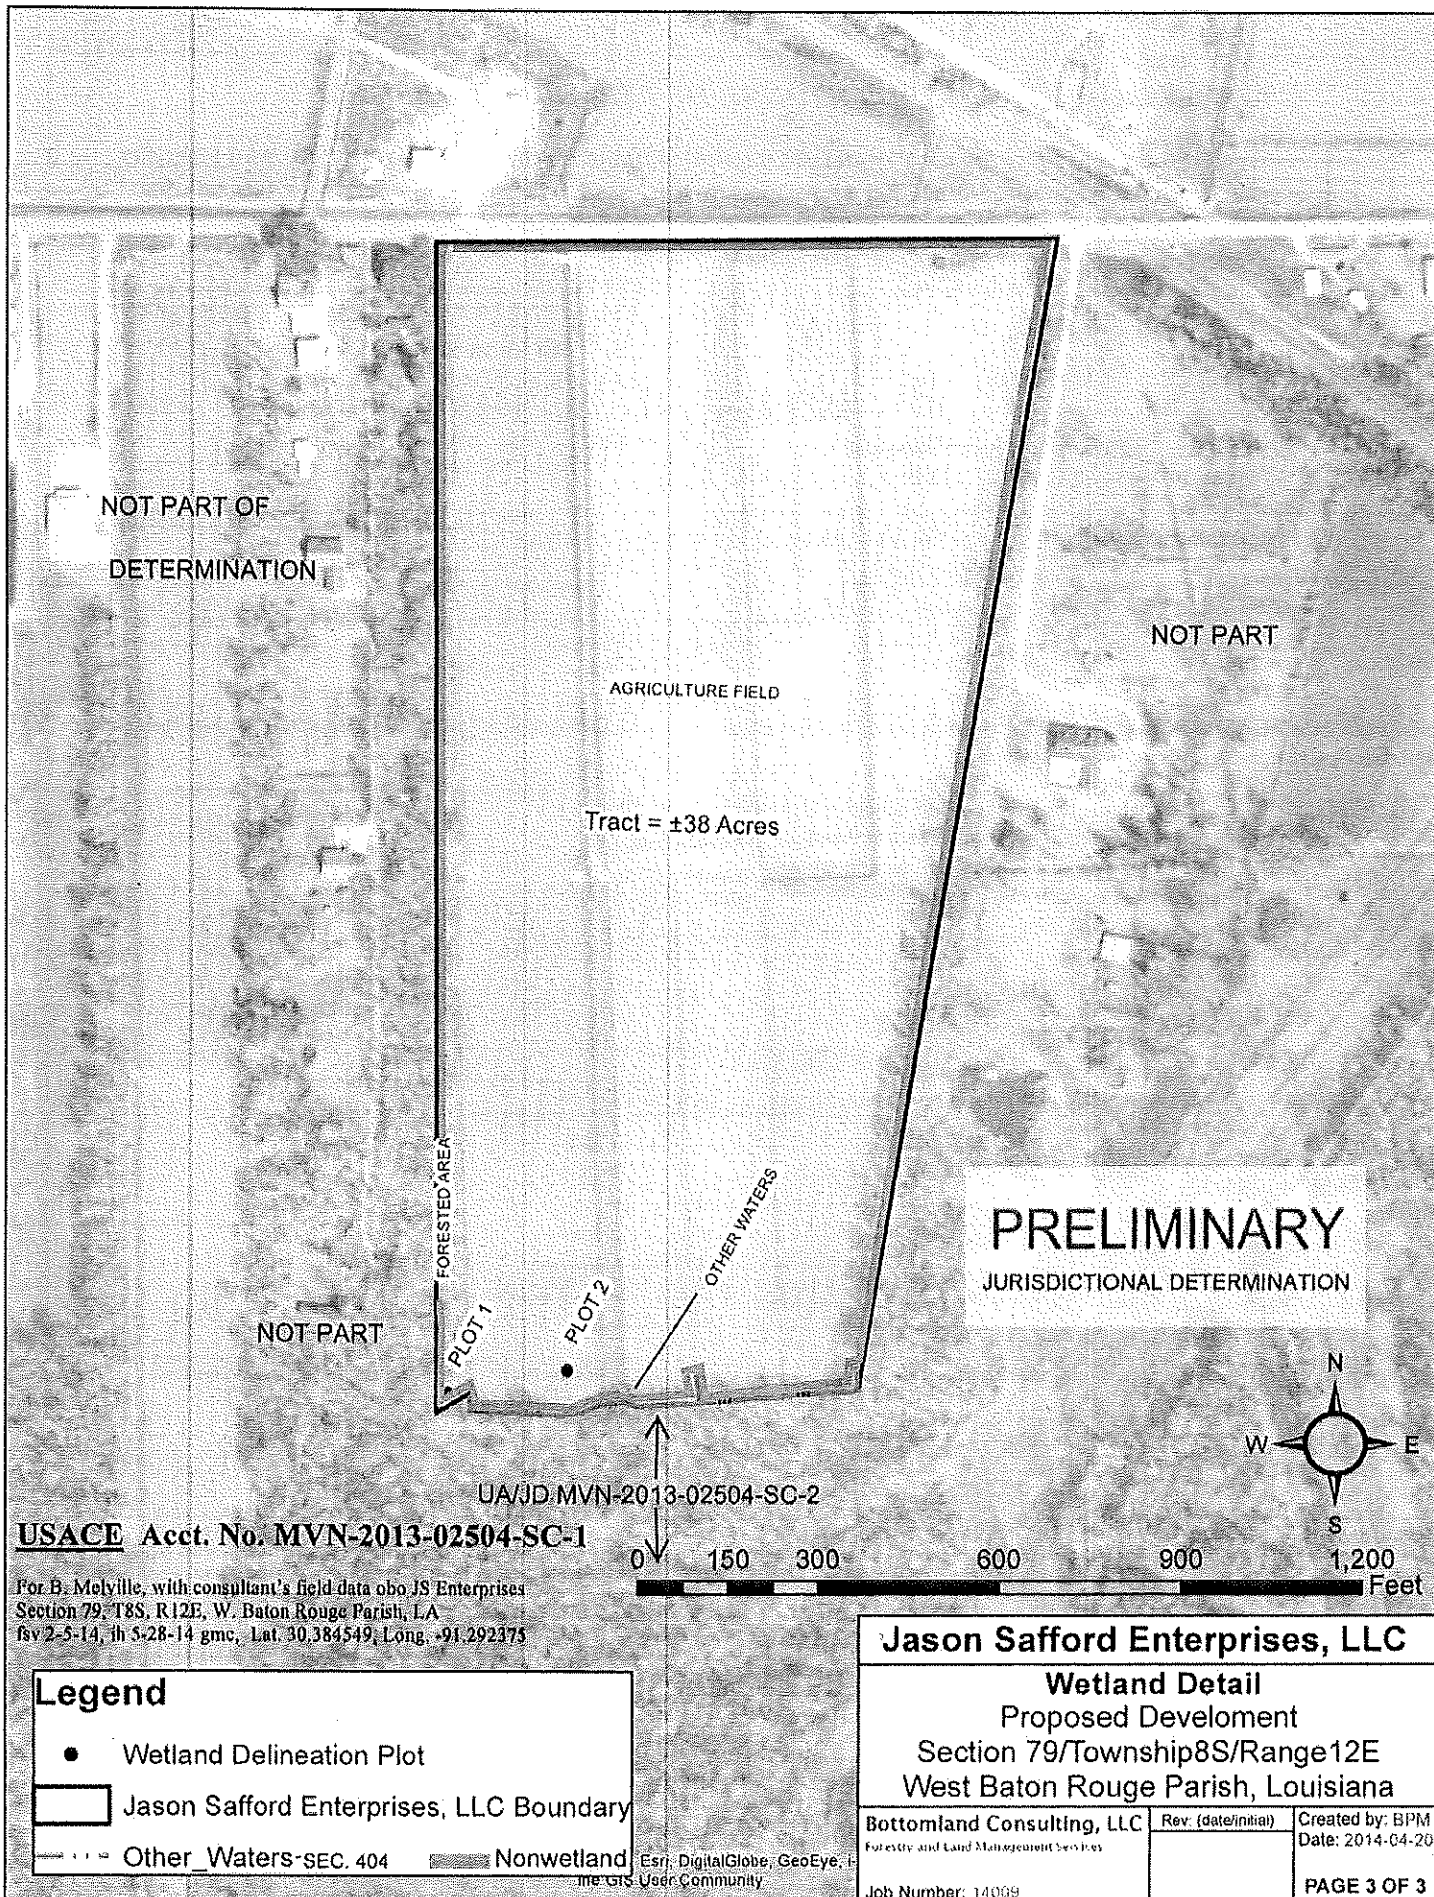 NOT PART OF
DETERMINATION
NOT PART
AGRICULTURE FIELD
Tract = ±38 Acres
FORESTED AREA
OTHER WATERS
PLOT 1
PLOT 2
NOT PART
PRELIMINARY
JURISDICTIONAL DETERMINATION
N
W
E
S
UA/JD MVN-2013-02504-SC-2
USACE Acct. No. MVN-2013-02504-SC-1
For B. Melville, with consultant's field data obo JS Enterprises
Section 79, T8S, R12E, W. Baton Rouge Parish, LA
fsv 2-5-14, ih 5-28-14 gmc, Lat. 30.384549, Long. -91.292375
0 150 300 600 900 1,200
Feet
Legend
Wetland Delineation Plot
Jason Safford Enterprises, LLC Boundary
Other_Waters-SEC. 404
Nonwetland
Esri, DigitalGlobe, GeoEye, i-
the GIS User Community
Jason Safford Enterprises, LLC
Wetland Detail
Proposed Develoment
Section 79/Township8S/Range12E
West Baton Rouge Parish, Louisiana
Bottomland Consulting, LLC
Forestry and Land Management Services
Job Number: 14009
Rev: (date/initial)
Created by: BPM
Date: 2014-04-20
PAGE 3 OF 3